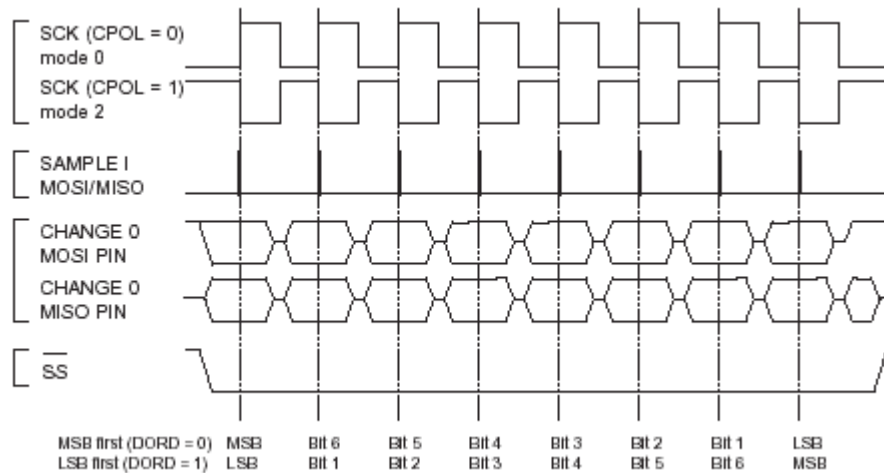 SCK (CPOL = 0)
mode 0
SCK (CPOL = 1)
mode 2
SAMPLE I
MOSI/MISO
CHANGE 0
MOSI PIN
CHANGE 0
MISO PIN
SS
MSB first (DORD = 0) MSB Bit 6 Bit 5 Bit 4 Bit 3 Bit 2 Bit 1 LSB
LSB first (DORD = 1) LSB Bit 1 Bit 2 Bit 3 Bit 4 Bit 5 Bit 6 MSB